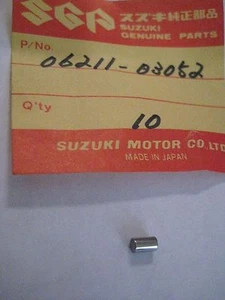 SGP スズキ純正部品
SUZUKI
GENUINE PARTS
P/No.
06211-03052
Q'ty
10
SUZUKI MOTOR CO.,LTD
MADE IN JAPAN